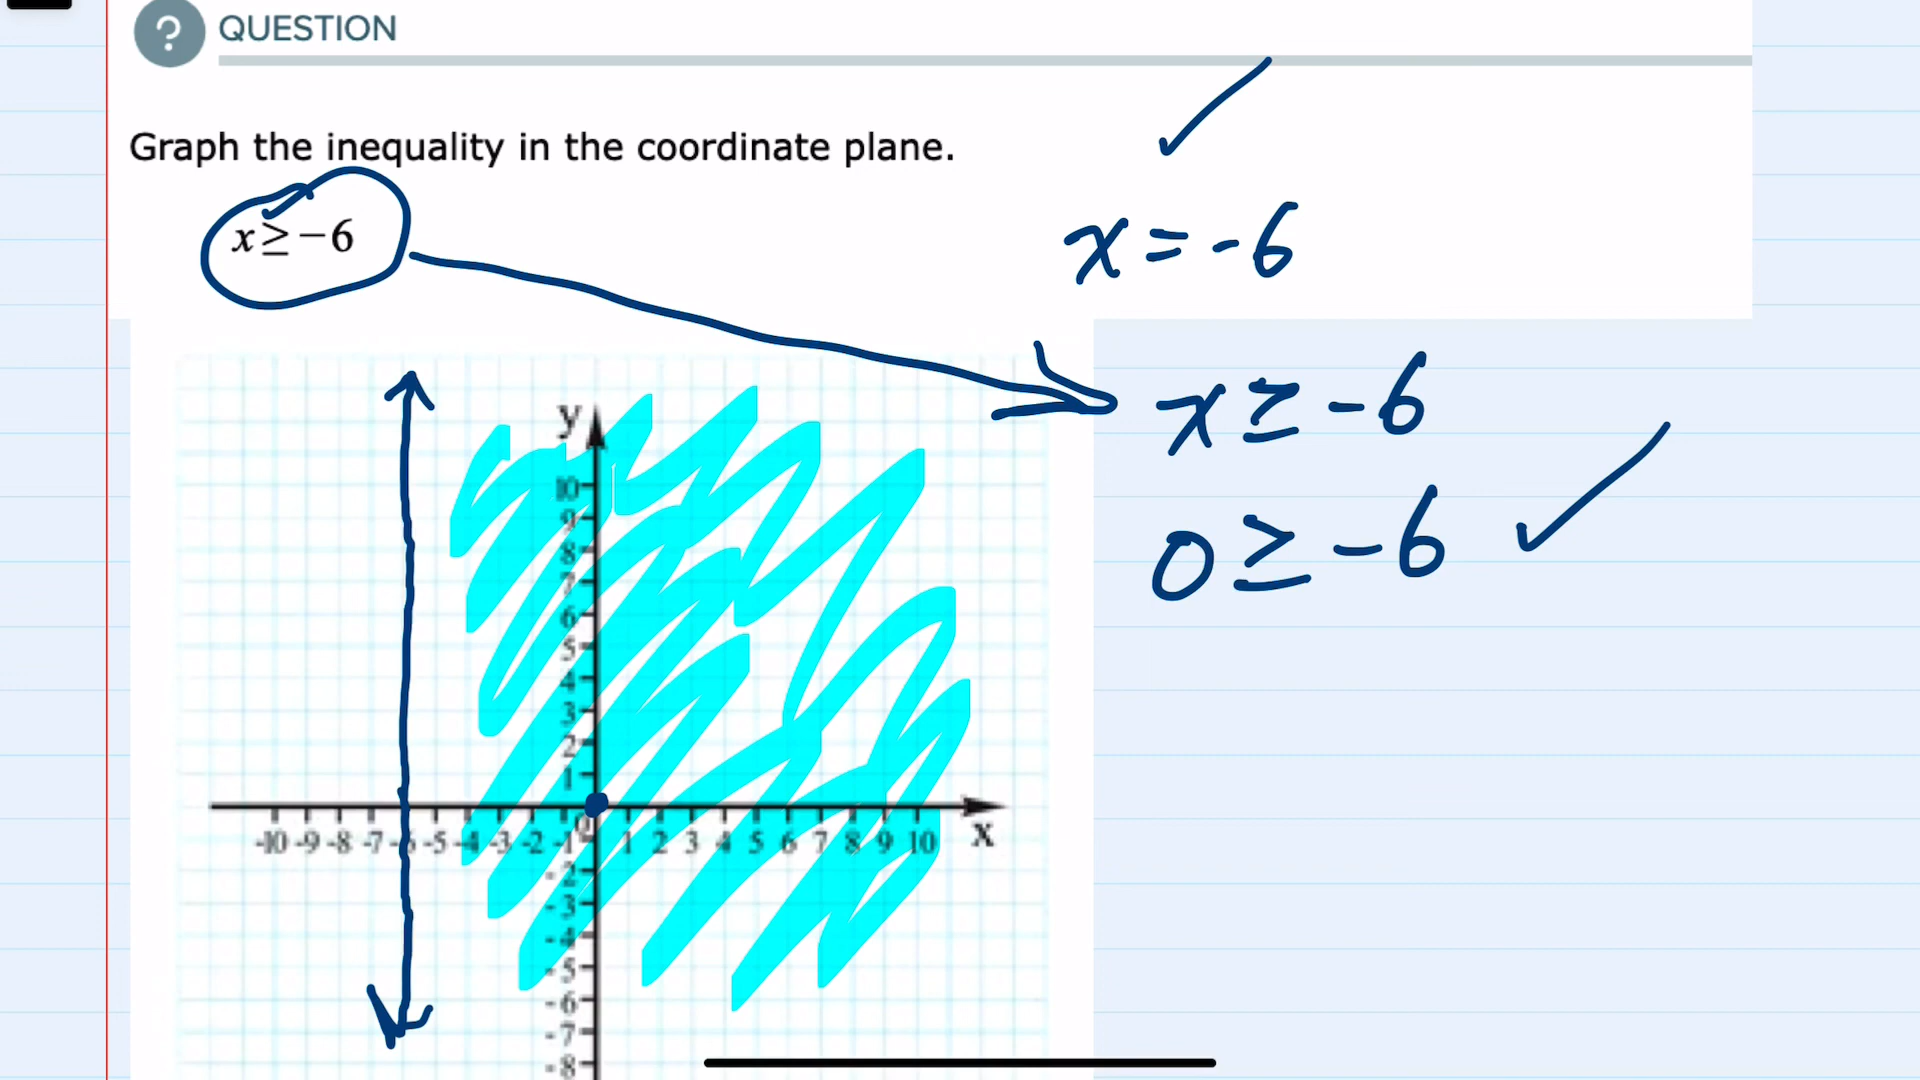 ? QUESTION
Graph the inequality in the coordinate plane.
x ≥ -6
x = -6
x ≥ -6
0 ≥ -6
y
10
9
8
7
6
5
4
3
2
1
-10 -9 -8 -7 -6 -5 -4 -3 -2 -1 0 1 2 3 4 5 6 7 8 9 10 x
-2
-3
-4
-5
-6
-7
-8